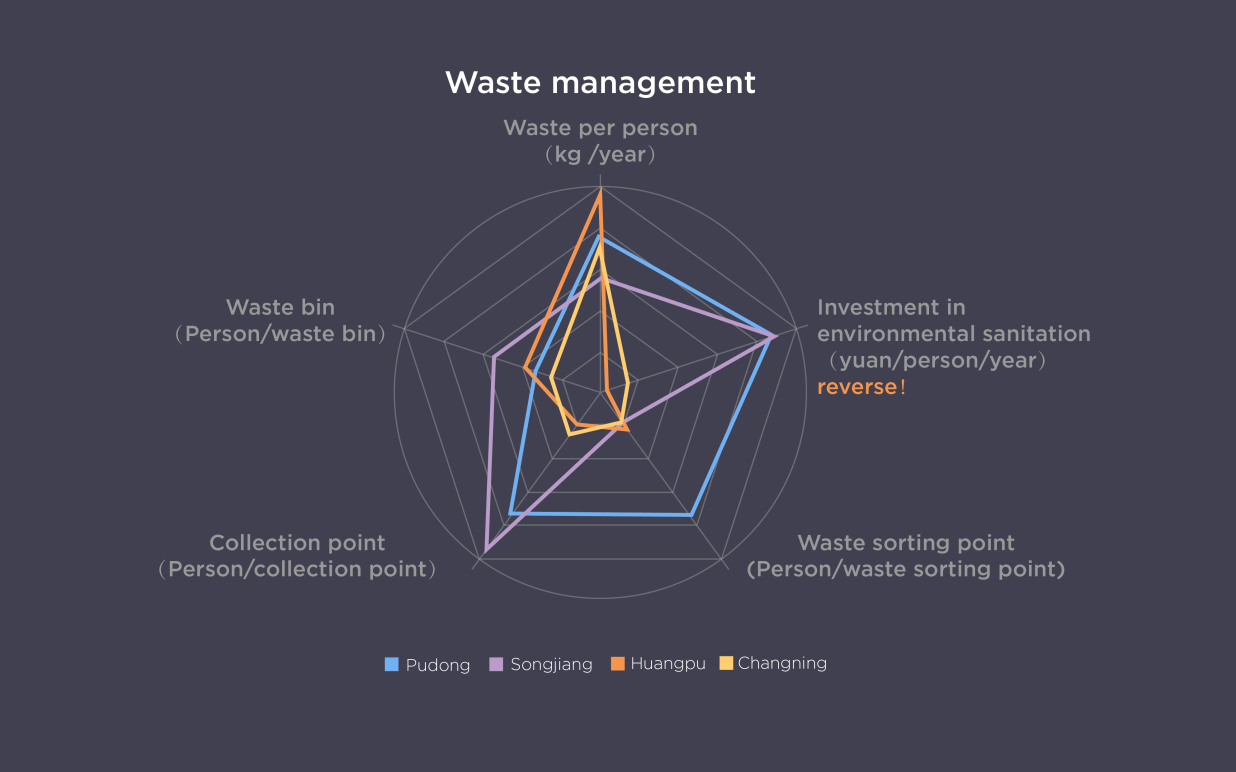 Waste management
Waste per person
（kg /year）
Waste bin
（Person/waste bin）
Investment in
environmental sanitation
（yuan/person/year）
reverse！
Collection point
（Person/collection point）
Waste sorting point
(Person/waste sorting point)
Pudong
Songjiang
Huangpu
Changning